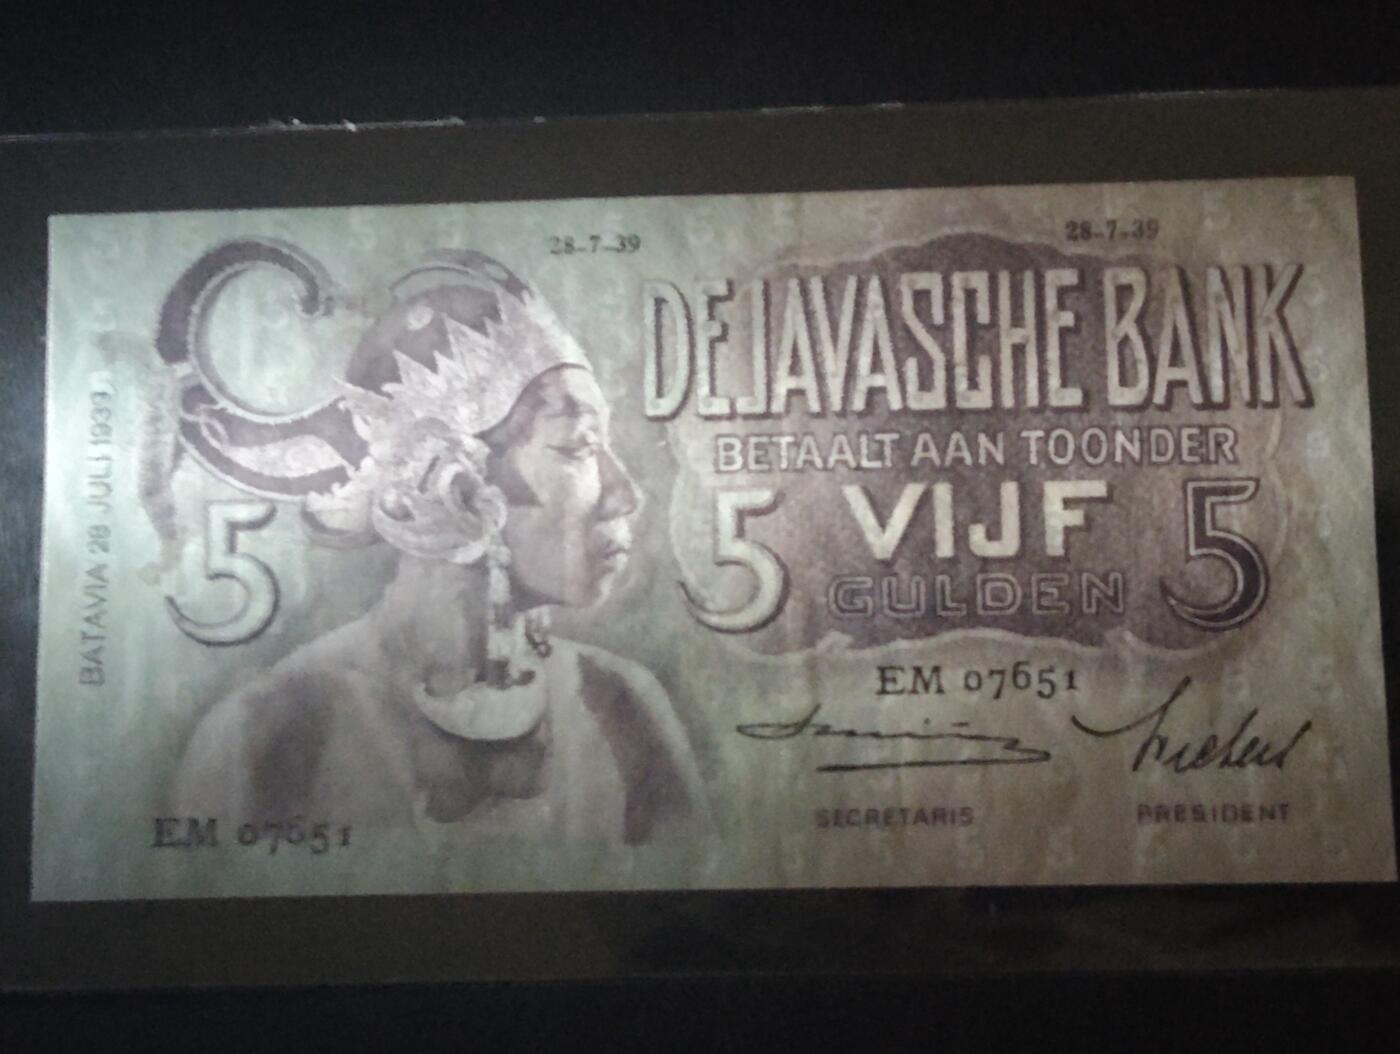 28-7-39
28-7-39
DE JAVASCHE BANK
BETAALT AAN TOONDER
5
5 VIJF 5
GULDEN
BATAVIA 28 JULI 1939
EM 07651
SECRETARIS
PRESIDENT
EM 07651